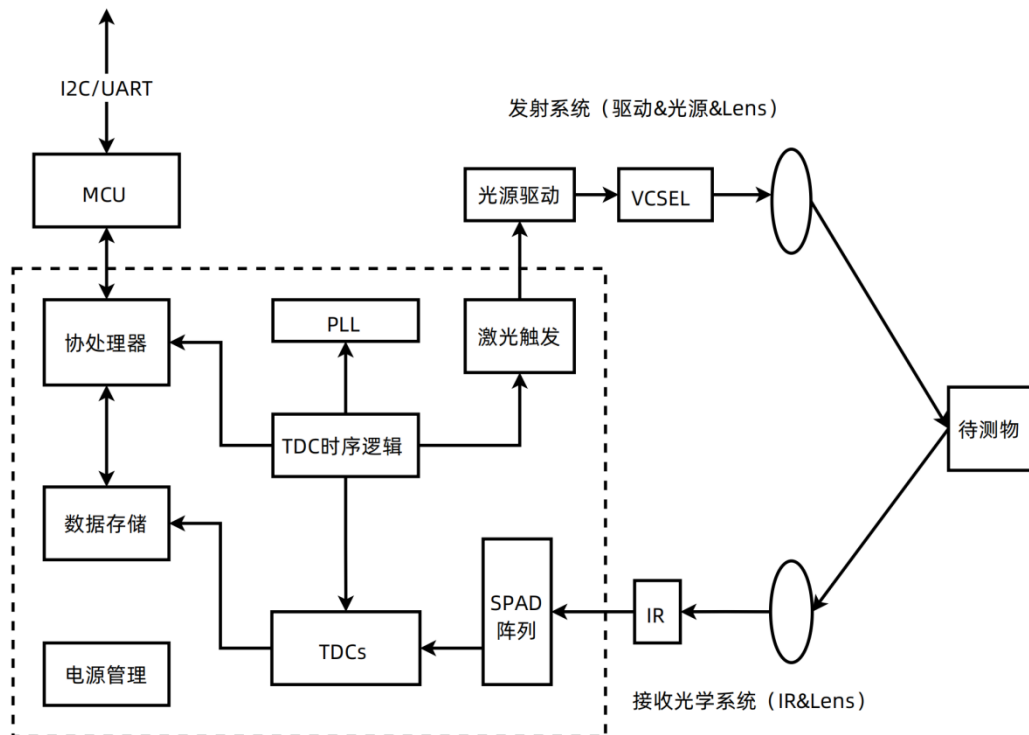 I2C/UART
发射系统（驱动&光源&Lens）
MCU
光源驱动
VCSEL
协处理器
PLL
激光触发
TDC时序逻辑
待测物
数据存储
SPAD
阵列
IR
TDCs
电源管理
接收光学系统（IR&Lens）